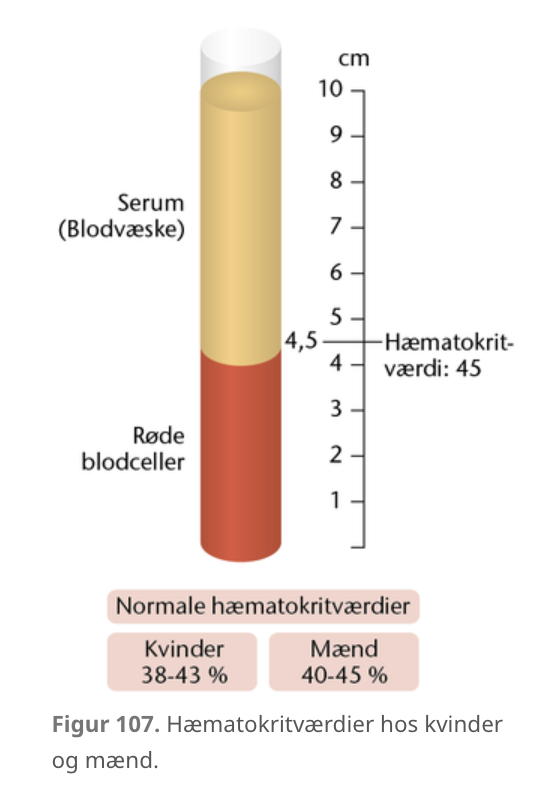 cm
10
9
8
Serum
(Blodvæske)
7
6
5
4,5
Hæmatokrit-
værdi: 45
4
3
Røde
blodceller
2
1
Normale hæmatokritværdier
Kvinder
38-43 %
Mænd
40-45 %
Figur 107. Hæmatokritværdier hos kvinder
og mænd.